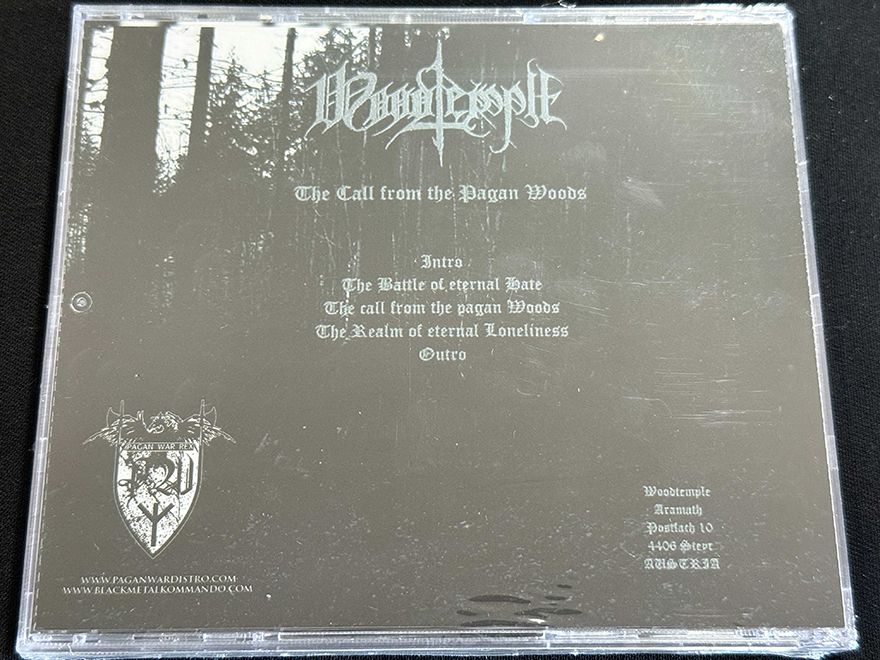 Woodtemple
The Call from the Pagan Woods
Intro
The Battle of eternal Hate
The call from the pagan Woods
The Realm of eternal Loneliness
Outro
PAGAN WAR REX
WWW.PAGANWARDISTRO.COM
WWW.BLACKMETALKOMMANDO.COM
Woodtemple
Aramath
Postfach 10
4406 Steyr
AUSTRIA